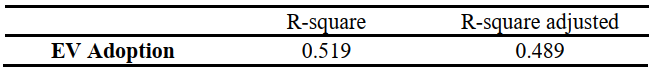 R-square R-square adjusted
EV Adoption 0.519 0.489